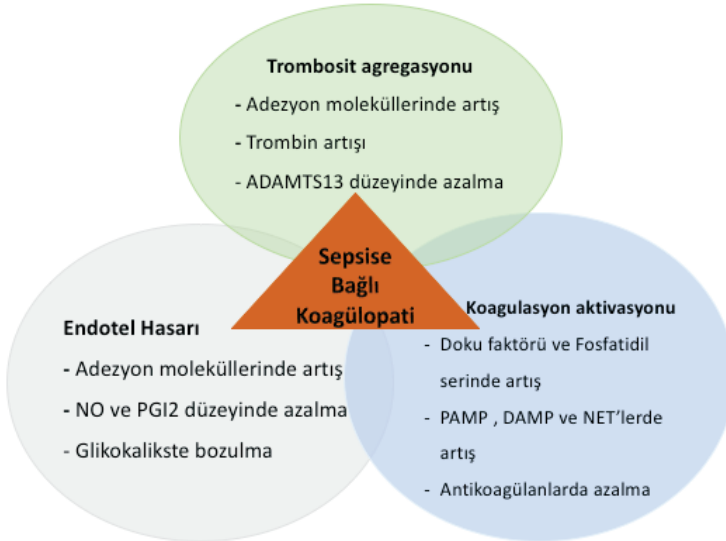 Trombosit agregasyonu
- Adezyon moleküllerinde artış
- Trombin artışı
- ADAMTS13 düzeyinde azalma
Sepsise
Bağlı
Koagülopati
Endotel Hasarı
- Adezyon moleküllerinde artış
- NO ve PGI2 düzeyinde azalma
- Glikokalikste bozulma
Koagulasyon aktivasyonu
- Doku faktörü ve Fosfatidil
serinde artış
- PAMP , DAMP ve NET’lerde
artış
- Antikoagülanlarda azalma